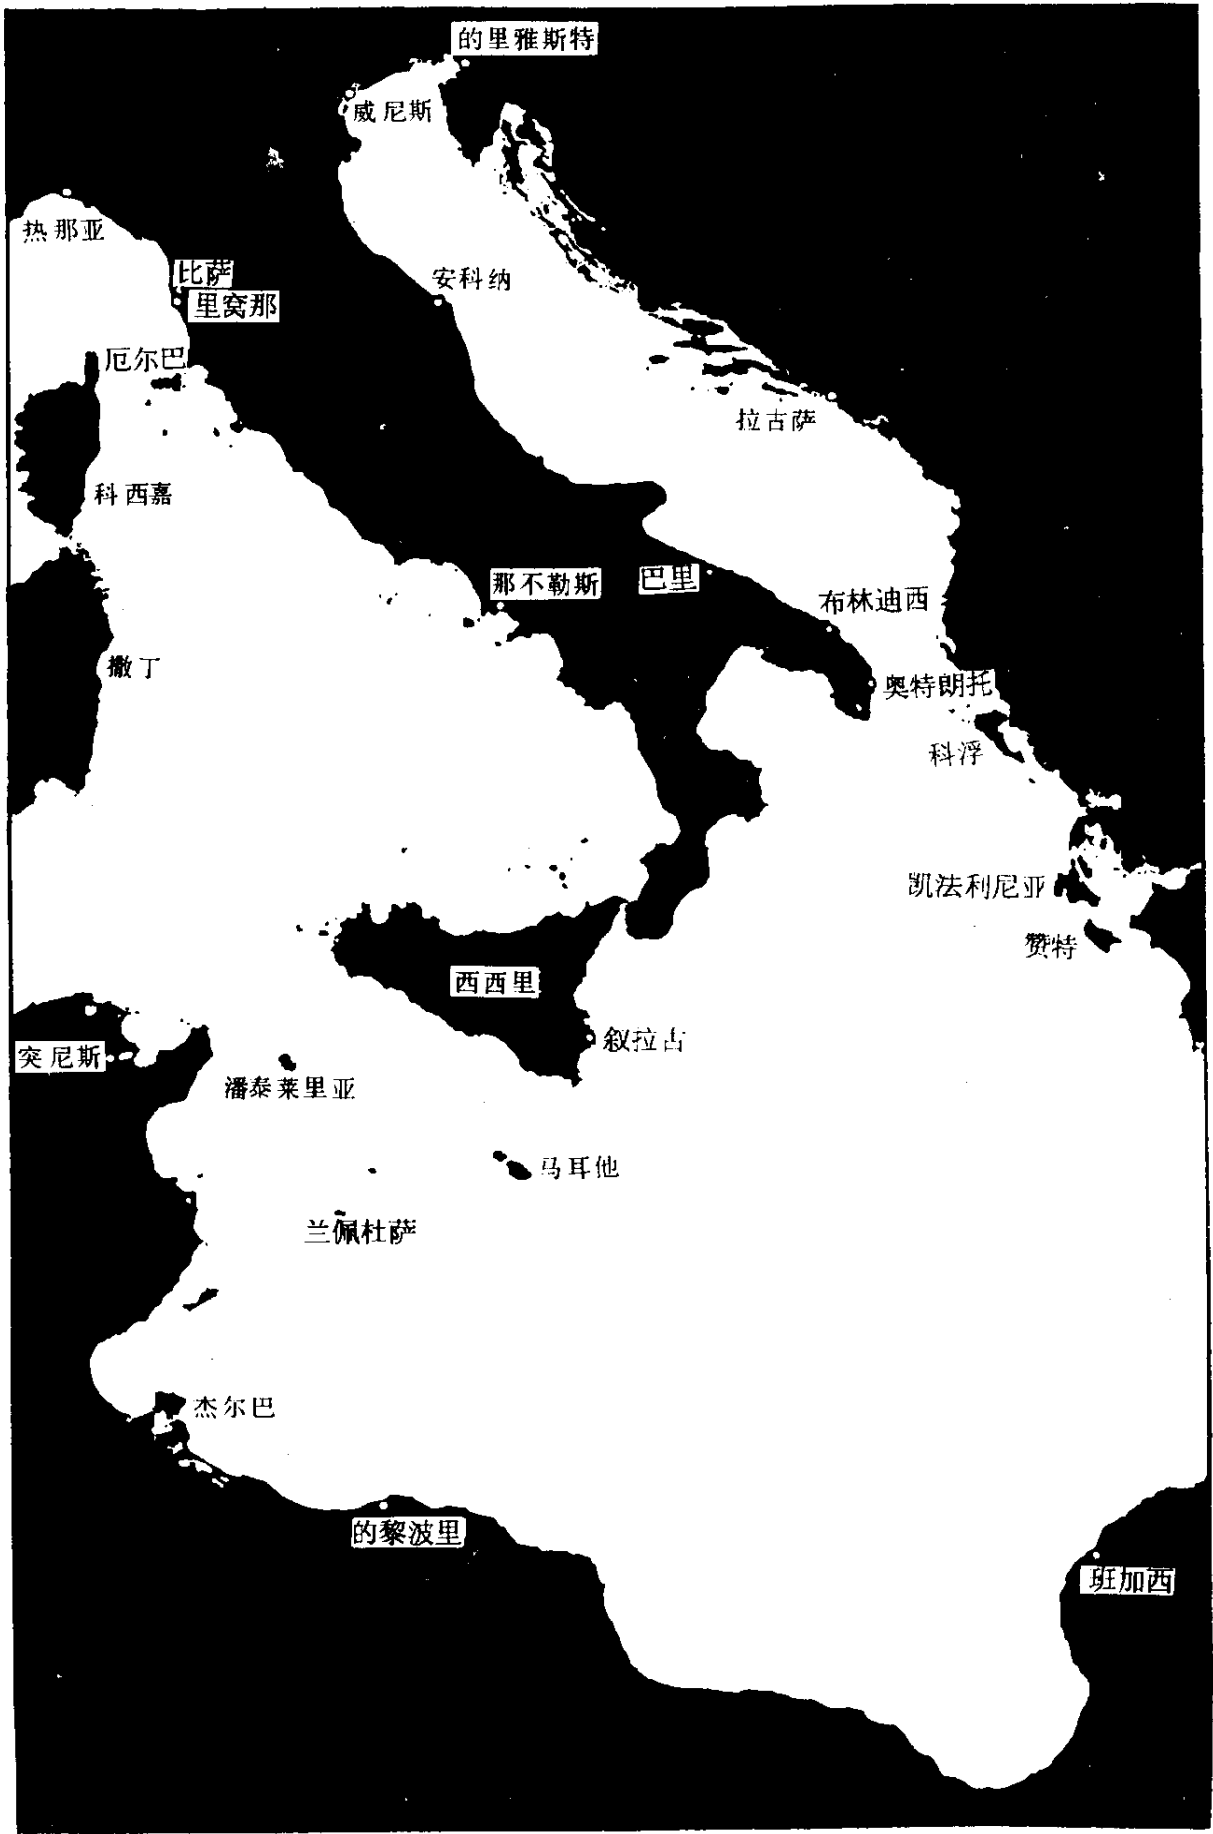 的里雅斯特
威尼斯
热那亚
比萨
安科纳
里窝那
厄尔巴
拉古萨
科西嘉
那不勒斯
巴里
布林迪西
撒丁
奥特朗托
科浮
凯法利尼亚
赞特
西西里
叙拉古
突尼斯
潘泰莱里亚
马耳他
兰佩杜萨
杰尔巴
的黎波里
班加西